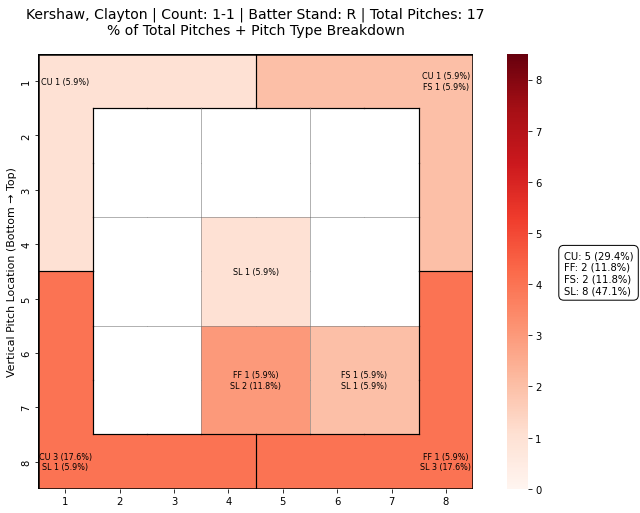 Kershaw, Clayton | Count: 1-1 | Batter Stand: R | Total Pitches: 17
% of Total Pitches + Pitch Type Breakdown
Vertical Pitch Location (Bottom → Top)
1
2
3
4
5
6
7
8
CU 1 (5.9%)
CU 1 (5.9%)
FS 1 (5.9%)
SL 1 (5.9%)
FF 1 (5.9%)
SL 2 (11.8%)
FS 1 (5.9%)
SL 1 (5.9%)
CU 3 (17.6%)
SL 1 (5.9%)
FF 1 (5.9%)
SL 3 (17.6%)
1 2 3 4 5 6 7 8
8
7
6
5
4
3
2
1
0
CU: 5 (29.4%)
FF: 2 (11.8%)
FS: 2 (11.8%)
SL: 8 (47.1%)